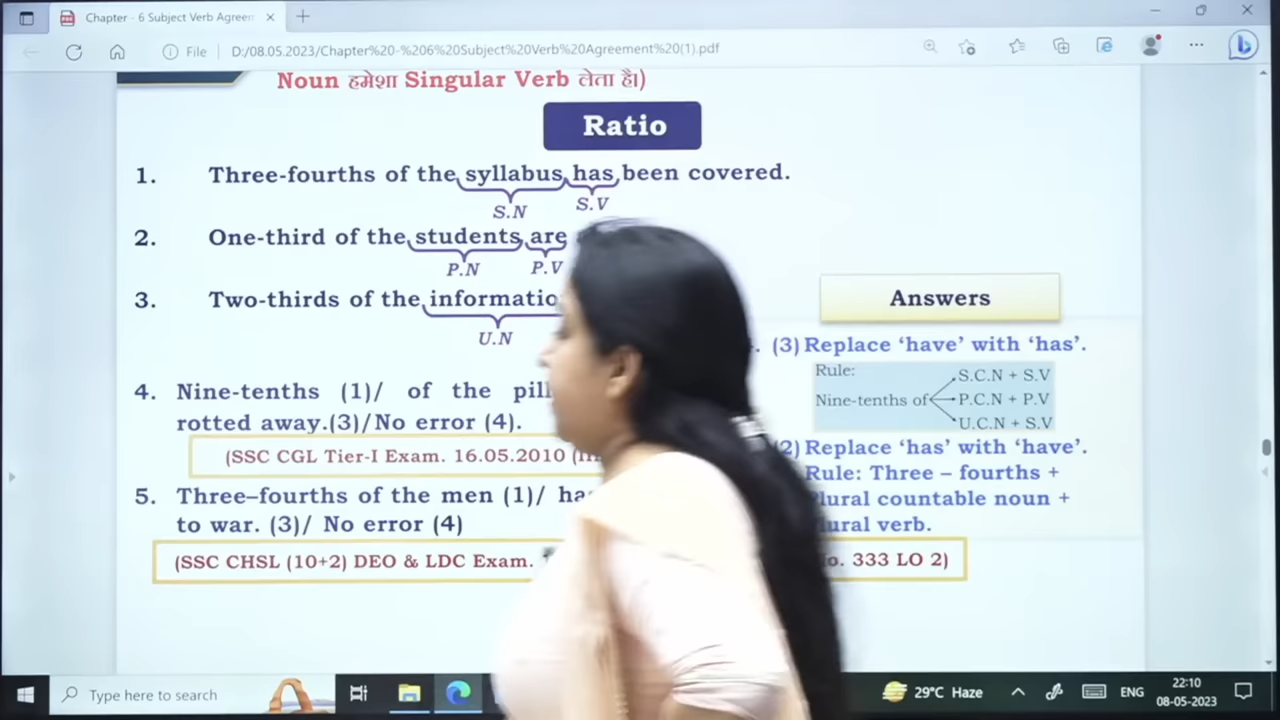 Chapter - 6 Subject Verb Agreem
File D:/08.05.2023/Chapter%20-%206%20Subject%20Verb%20Agreement%20(1).pdf
Noun हमेशा Singular Verb लेता है।)
Ratio
1. Three-fourths of the syllabus has been covered.
S.N S.V
2. One-third of the students are
P.N P.V
3. Two-thirds of the
U.N
Answers
(3) Replace ‘have’ with ‘has’.
Rule:
S.C.N + S.V
Nine-tenths of P.C.N + P.V
U.C.N + S.V
4. Nine-tenths (1)/ of the
rotted away.(3)/No error (4).
(SSC CGL Tier-I Exam. 16.05.2010
(2) Replace ‘has’ with ‘have’.
Rule: Three – fourths +
Plural countable noun +
plural verb.
5. Three–fourths of the men (1)/
to war. (3)/ No error (4)
(SSC CHSL (10+2) DEO & LDC Exam. 333 LO 2)
Type here to search
29°C Haze
ENG
22:10
08-05-2023